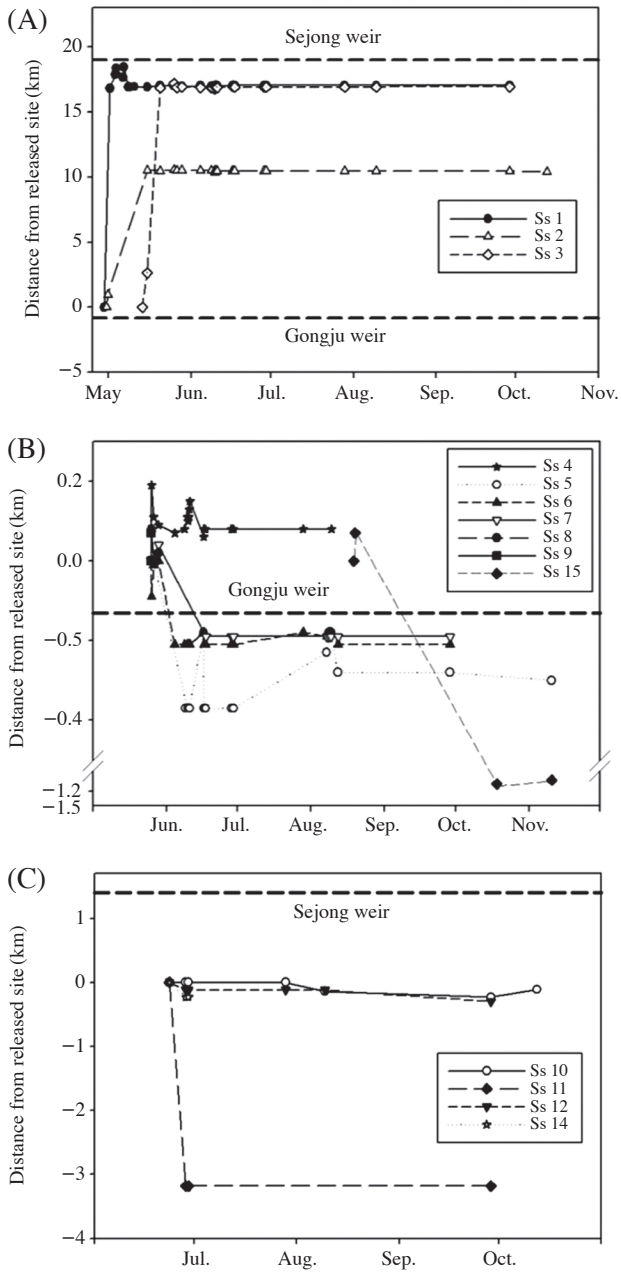 (A)
Distance from released site (km)
20
15
10
5
0
−5
Sejong weir
Gongju weir
Ss 1
Ss 2
Ss 3
May Jun. Jul. Aug. Sep. Oct. Nov.
(B)
Distance from released site (km)
0.2
0.0
−0.5
−0.4
−1.2
−1.5
Gongju weir
Ss 4
Ss 5
Ss 6
Ss 7
Ss 8
Ss 9
Ss 15
Jun. Jul. Aug. Sep. Oct. Nov.
(C)
Distance from released site (km)
1
0
−1
−2
−3
−4
Sejong weir
Ss 10
Ss 11
Ss 12
Ss 14
Jul. Aug. Sep. Oct.